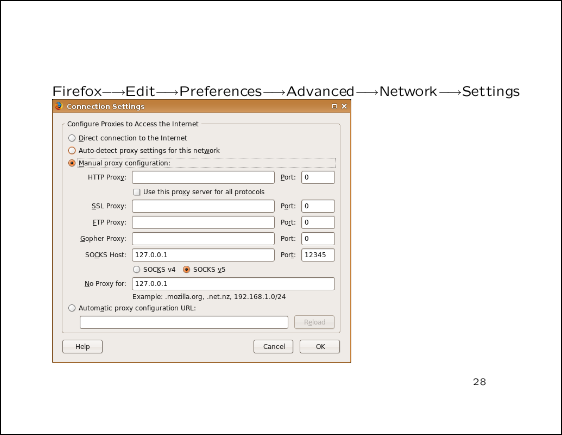 Firefox⟶Edit⟶Preferences⟶Advanced⟶Network⟶Settings
Connection Settings
Configure Proxies to Access the Internet
Direct connection to the Internet
Auto-detect proxy settings for this network
Manual proxy configuration:
HTTP Proxy: Port: 0
Use this proxy server for all protocols
SSL Proxy: Port: 0
FTP Proxy: Port: 0
Gopher Proxy: Port: 0
SOCKS Host: 127.0.0.1 Port: 12345
SOCKS v4 SOCKS v5
No Proxy for: 127.0.0.1
Example: .mozilla.org, .net.nz, 192.168.1.0/24
Automatic proxy configuration URL:
Reload
Help Cancel OK
28